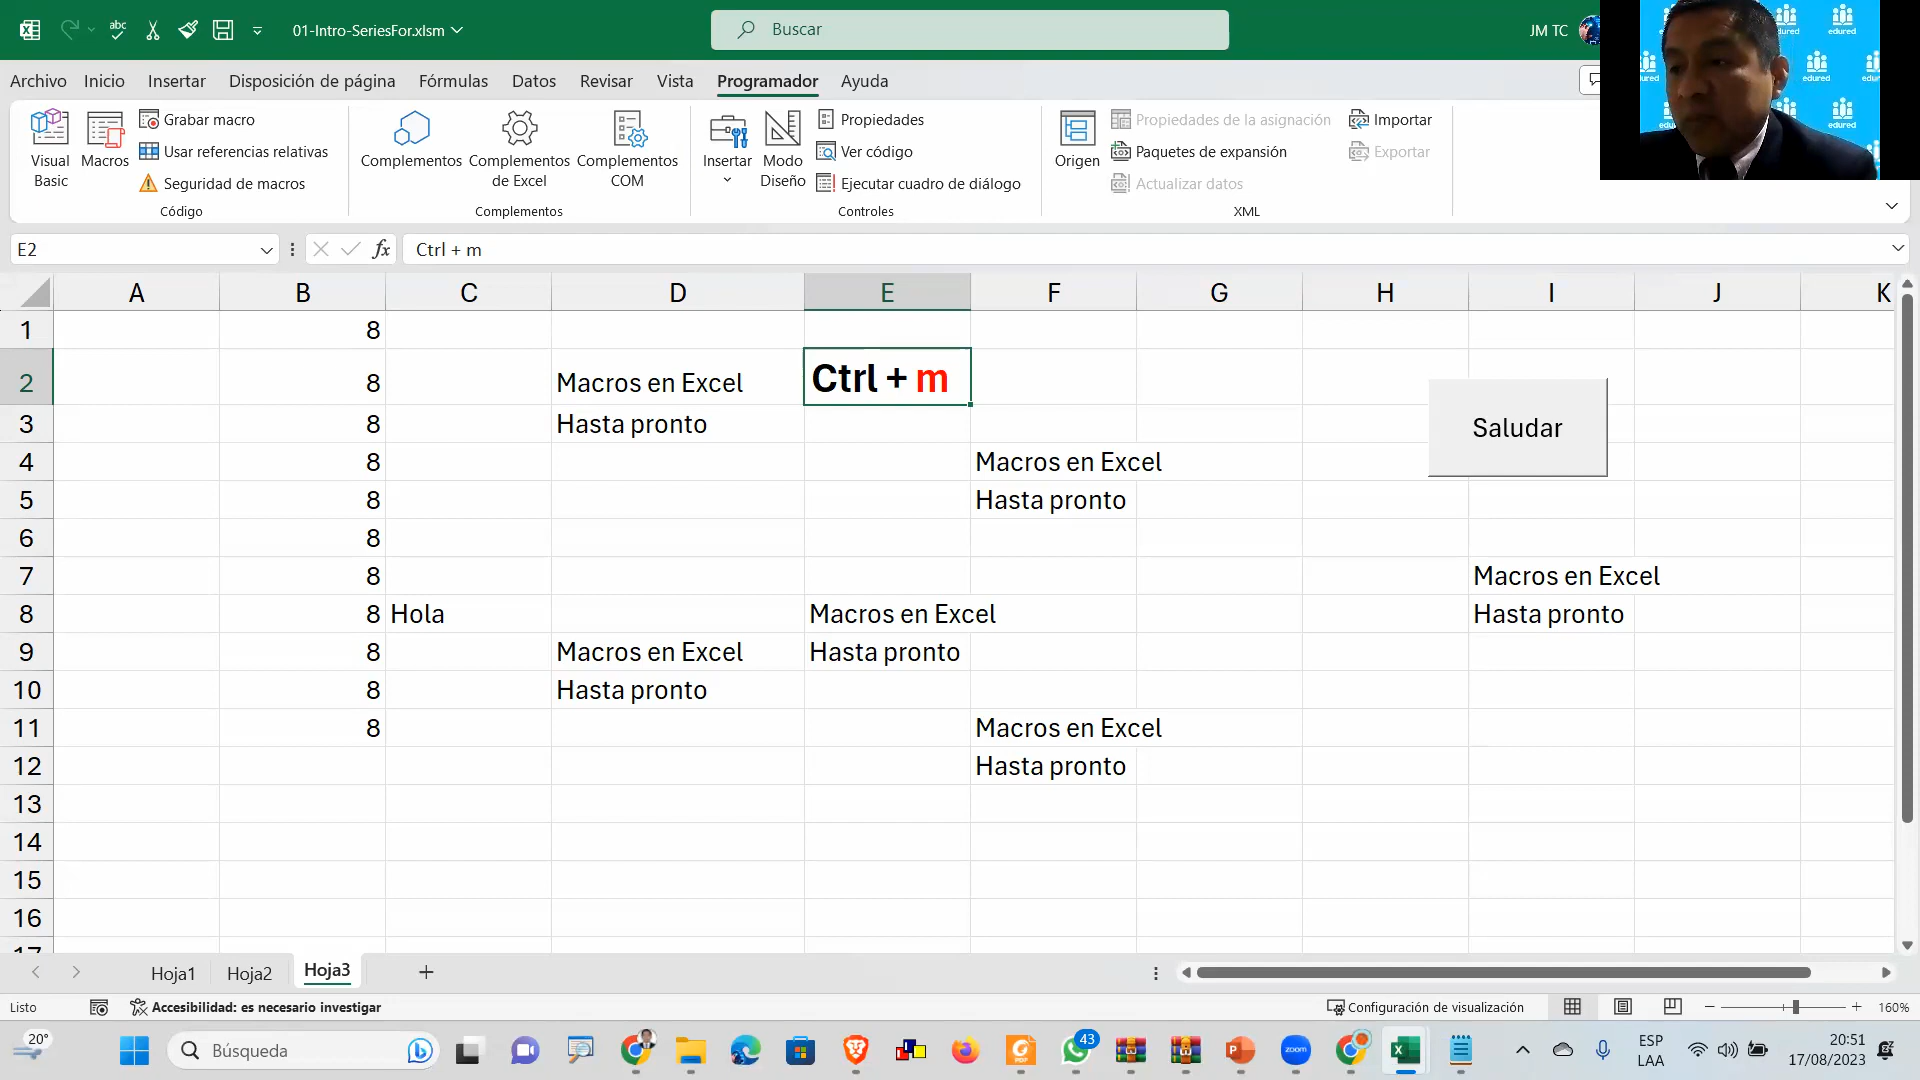 01-Intro-SeriesFor.xlsm
Buscar
JM TC
Archivo Inicio Insertar Disposición de página Fórmulas Datos Revisar Vista Programador Ayuda
Visual Basic
Macros
Grabar macro
Usar referencias relativas
Seguridad de macros
Código
Complementos
Complementos de Excel
Complementos COM
Complementos
Insertar
Modo Diseño
Propiedades
Ver código
Ejecutar cuadro de diálogo
Controles
Origen
Propiedades de la asignación
Paquetes de expansión
Actualizar datos
Importar
Exportar
XML
edured
edured
edured
edured
E2
fx
Ctrl + m
A B C D E F G H I J K
1 8
2 8 Macros en Excel Ctrl + m
Saludar
3 8 Hasta pronto
4 8 Macros en Excel
5 8 Hasta pronto
6 8
7 8 Macros en Excel
8 8 Hola Macros en Excel Hasta pronto
9 8 Macros en Excel Hasta pronto
10 8 Hasta pronto
11 8 Macros en Excel
12 Hasta pronto
13
14
15
16
Hoja1 Hoja2 Hoja3
Listo
Accesibilidad: es necesario investigar
Configuración de visualización
160%
20°
Búsqueda
43
zoom
ESP
LAA
20:51
17/08/2023